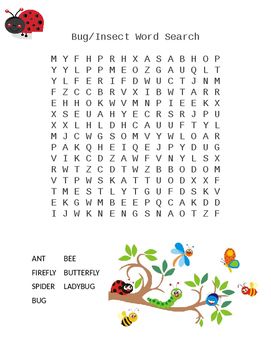 Bug/Insect Word Search
M Y F H P R H X A S A B H O P
Y Y L P P M E O Z G A U Q L T
Y L F E R I F D W U C T J N M
F Z C C B R V X I B W T A R R
E H H O K W V M N P I E E K X
X S E U A H Y E C R S R J P U
X X L H L D H C A U U F T Y L
M J C W G S O M V Y W L O A R
P A K Q H E I Q E J P Y D U G
V I K C D Z A W F V N Y L S X
R W T Z C D T W Z B B O D O M
V T P W S K A T T U O D X X F
T M E S T L Y T G U F D S K V
E K G W M B E E P Q C A K D D
I J W K N E N G S N A O T Z F
ANT BEE
FIREFLY BUTTERFLY
SPIDER LADYBUG
BUG